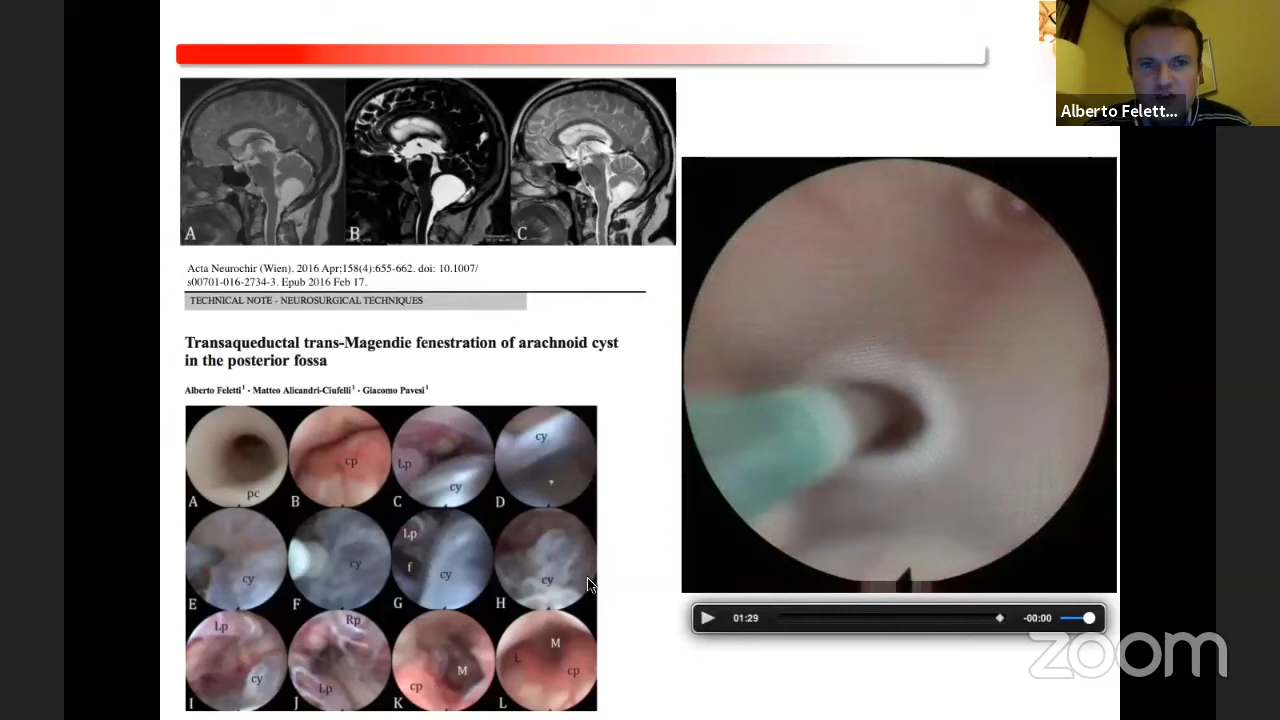 Alberto Felett...
A
B
C
Acta Neurochir (Wien). 2016 Apr;158(4):655-662. doi: 10.1007/
s00701-016-2734-3. Epub 2016 Feb 17.
TECHNICAL NOTE - NEUROSURGICAL TECHNIQUES
Transaqueductal trans-Magendie fenestration of arachnoid cyst
in the posterior fossa
Alberto Feletti¹ · Matteo Alicandri-Ciufelli¹ · Giacomo Pavesi¹
A pc
B cp
C Lp cy
D cy *
E cy
F cy
G Lp f cy
H cy
I Lp cy
J Rp Lp
K cp M
L L M cp
01:29
-00:00
zoom